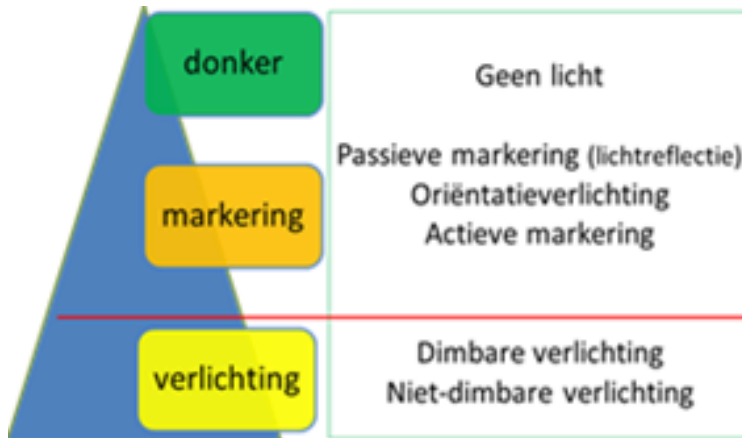 donker
Geen licht
markering
Passieve markering (lichtreflectie)
Oriëntatieverlichting
Actieve markering
verlichting
Dimbare verlichting
Niet-dimbare verlichting